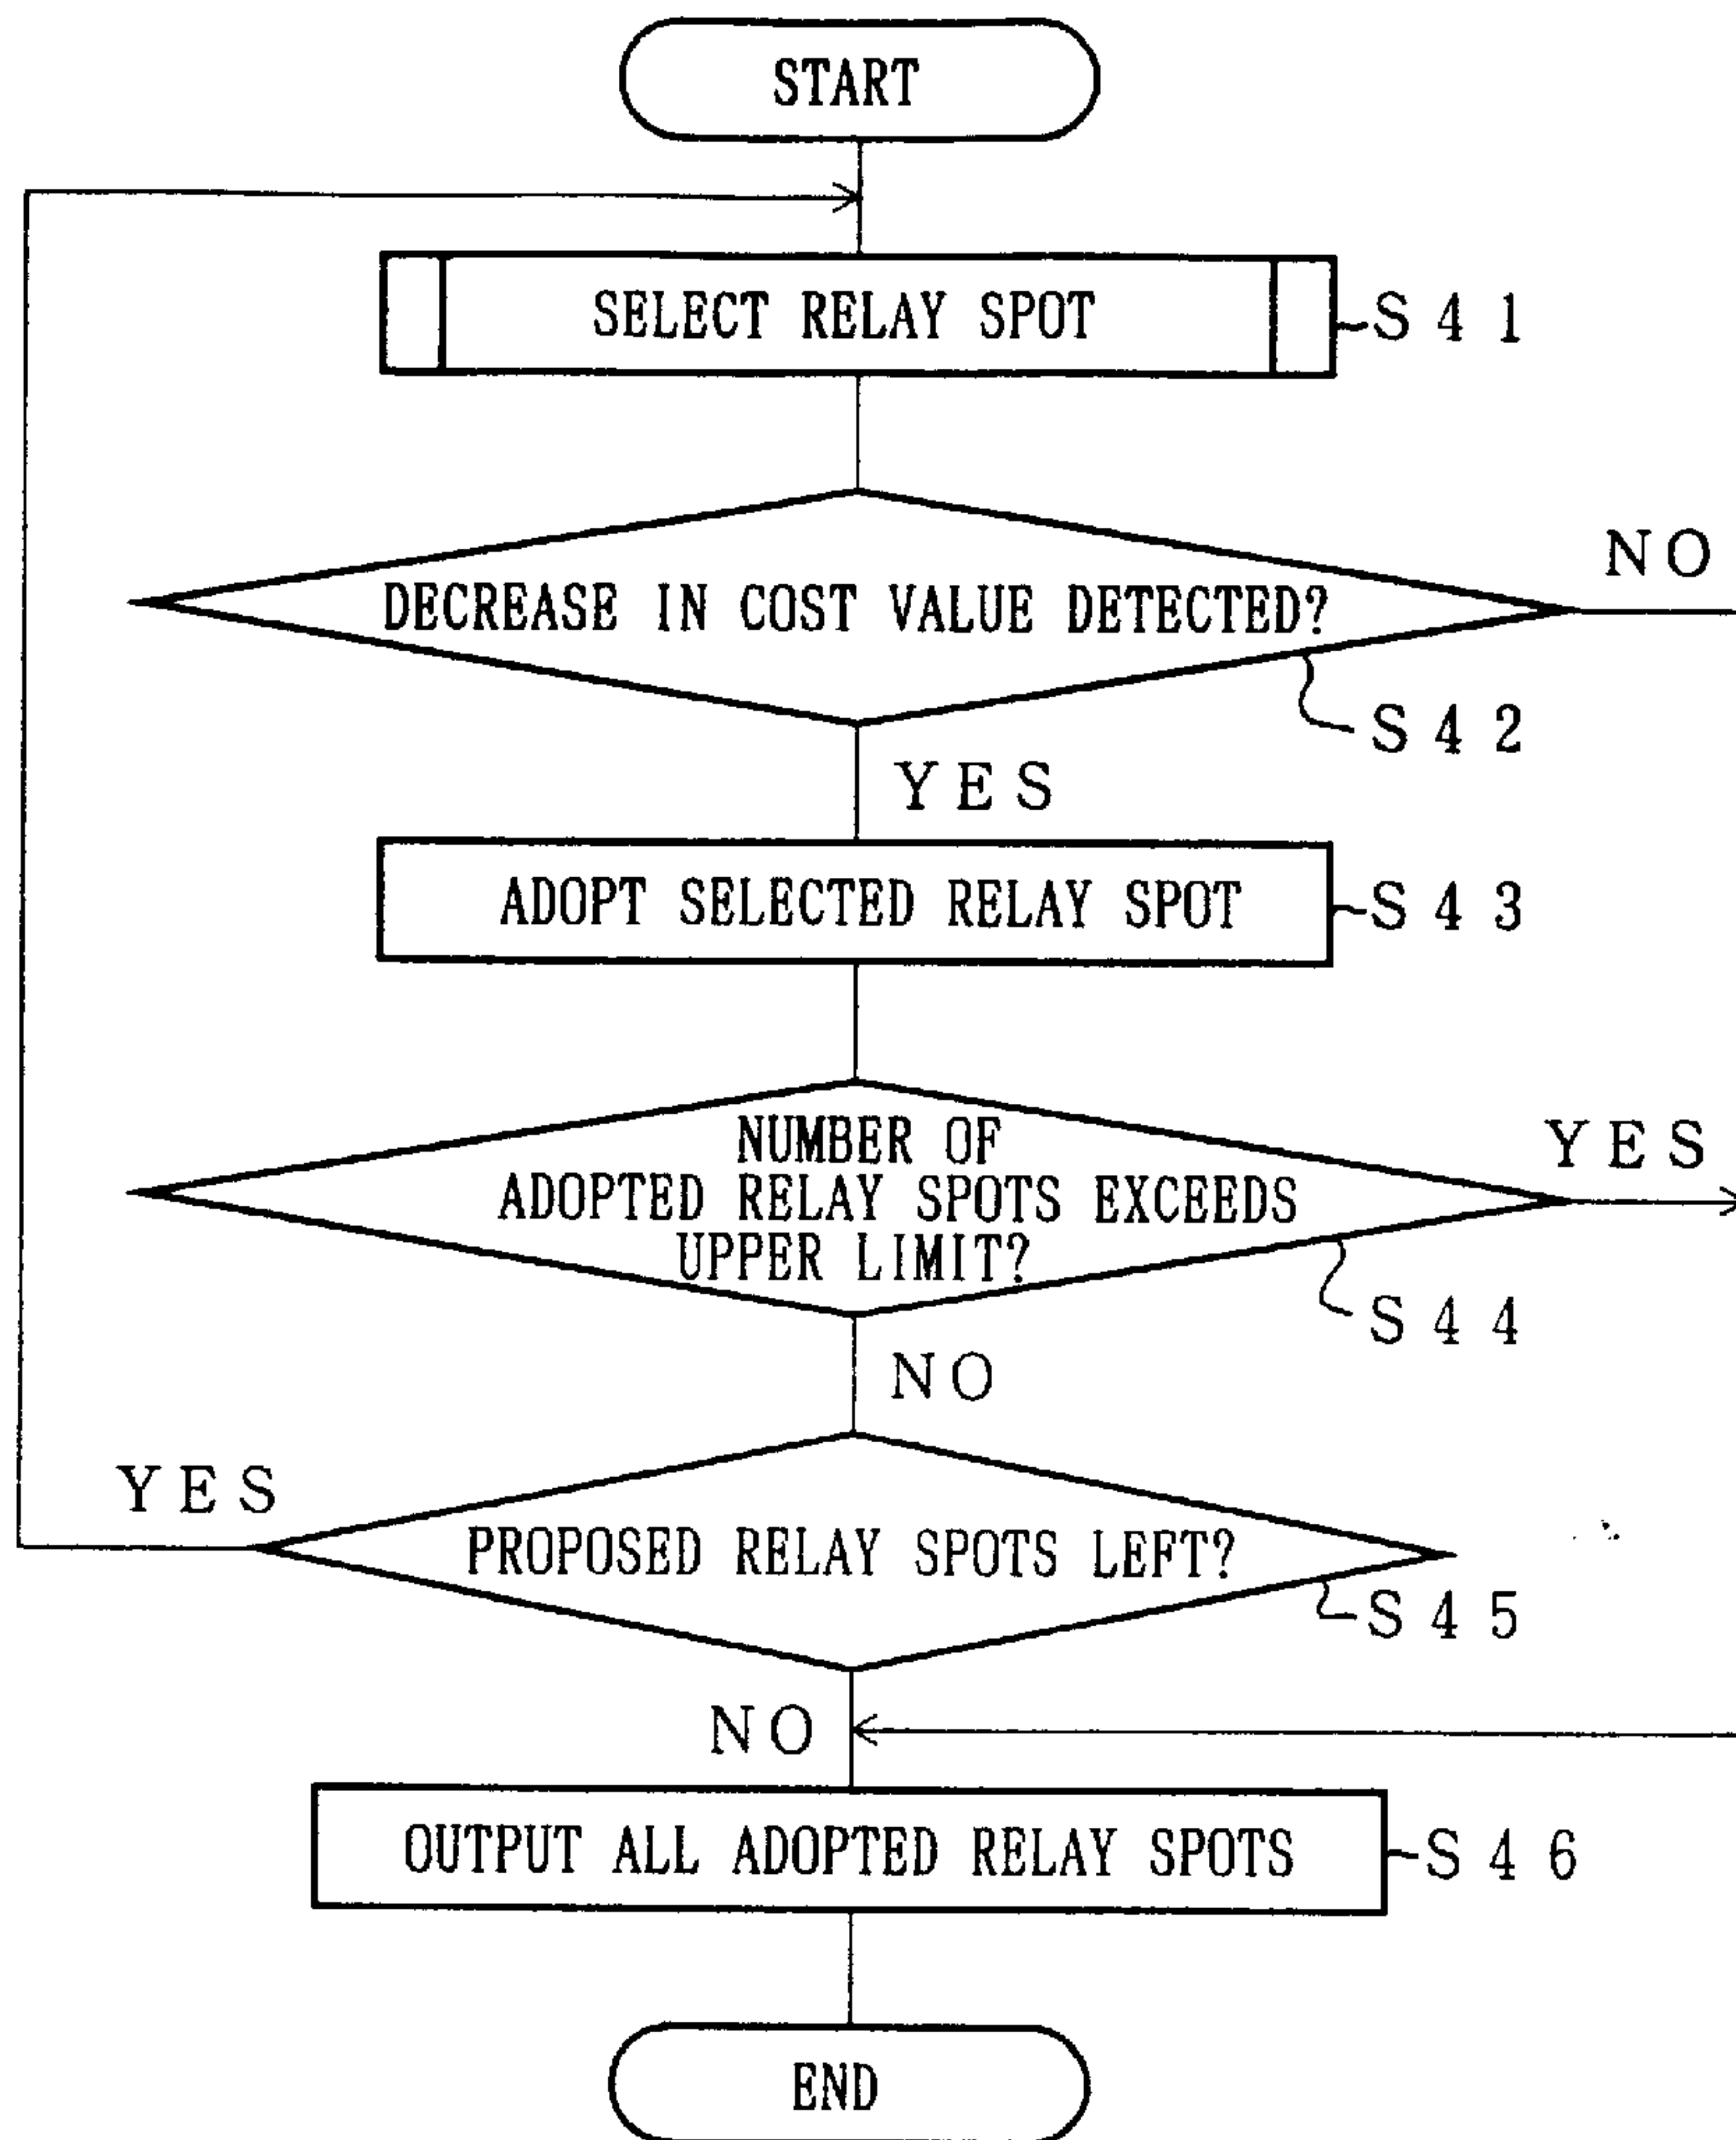 START
SELECT RELAY SPOT
S41
NO
DECREASE IN COST VALUE DETECTED?
S42
YES
ADOPT SELECTED RELAY SPOT
S43
NUMBER OF
ADOPTED RELAY SPOTS EXCEEDS
UPPER LIMIT?
YES
S44
NO
YES
PROPOSED RELAY SPOTS LEFT?
S45
NO
OUTPUT ALL ADOPTED RELAY SPOTS
S46
END